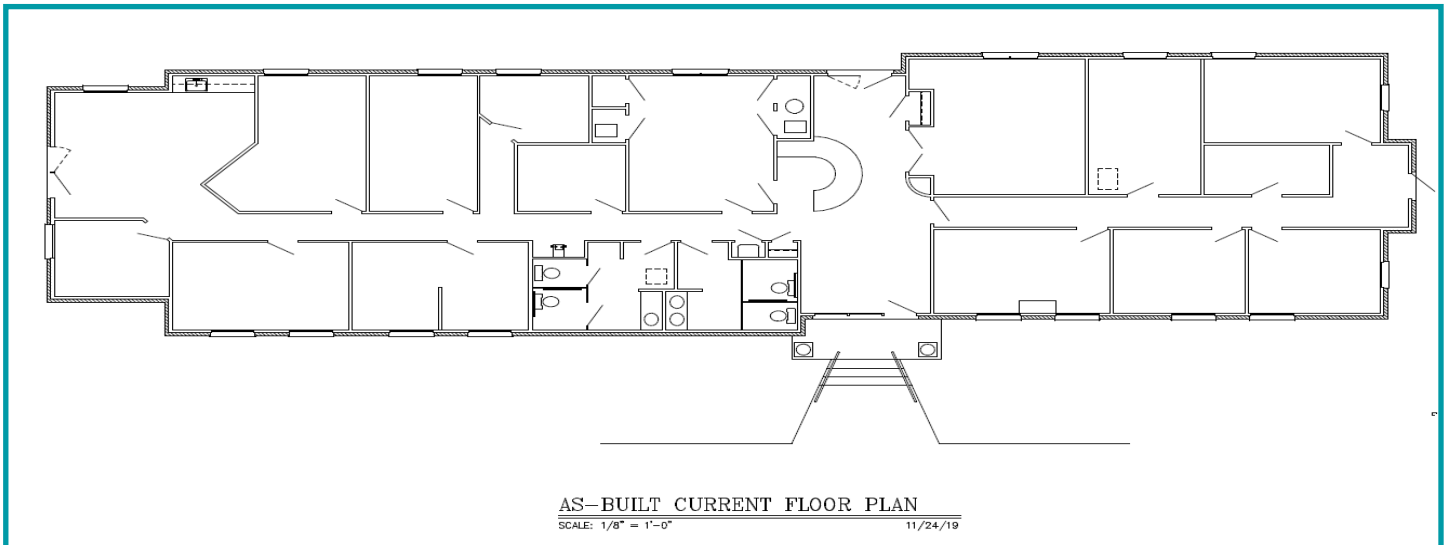 AS-BUILT CURRENT FLOOR PLAN
SCALE: 1/8" = 1'-0" 11/24/19